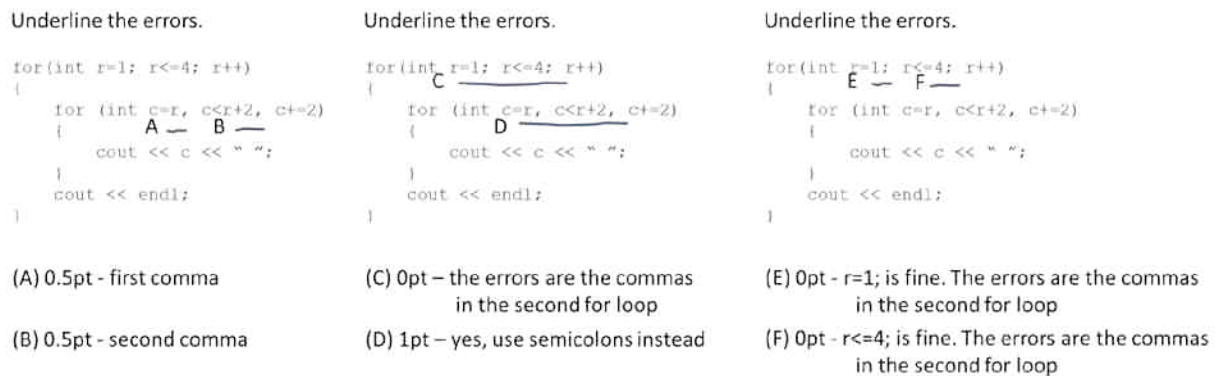 Underline the errors.
for(int r=1; r<=4; r++)
{
for (int c=r, c<r+2, c+=2)
A B
{
cout << c << " ";
}
cout << endl;
}
(A) 0.5pt - first comma
(B) 0.5pt - second comma
Underline the errors.
for(int r=1; r<=4; r++)
C
{
for (int c=r, c<r+2, c+=2)
D
{
cout << c << " ";
}
cout << endl;
}
(C) 0pt – the errors are the commas
in the second for loop
(D) 1pt – yes, use semicolons instead
Underline the errors.
for(int r=1; r<=4; r++)
E F
{
for (int c=r, c<r+2, c+=2)
{
cout << c << " ";
}
cout << endl;
}
(E) 0pt - r=1; is fine. The errors are the commas
in the second for loop
(F) 0pt - r<=4; is fine. The errors are the commas
in the second for loop